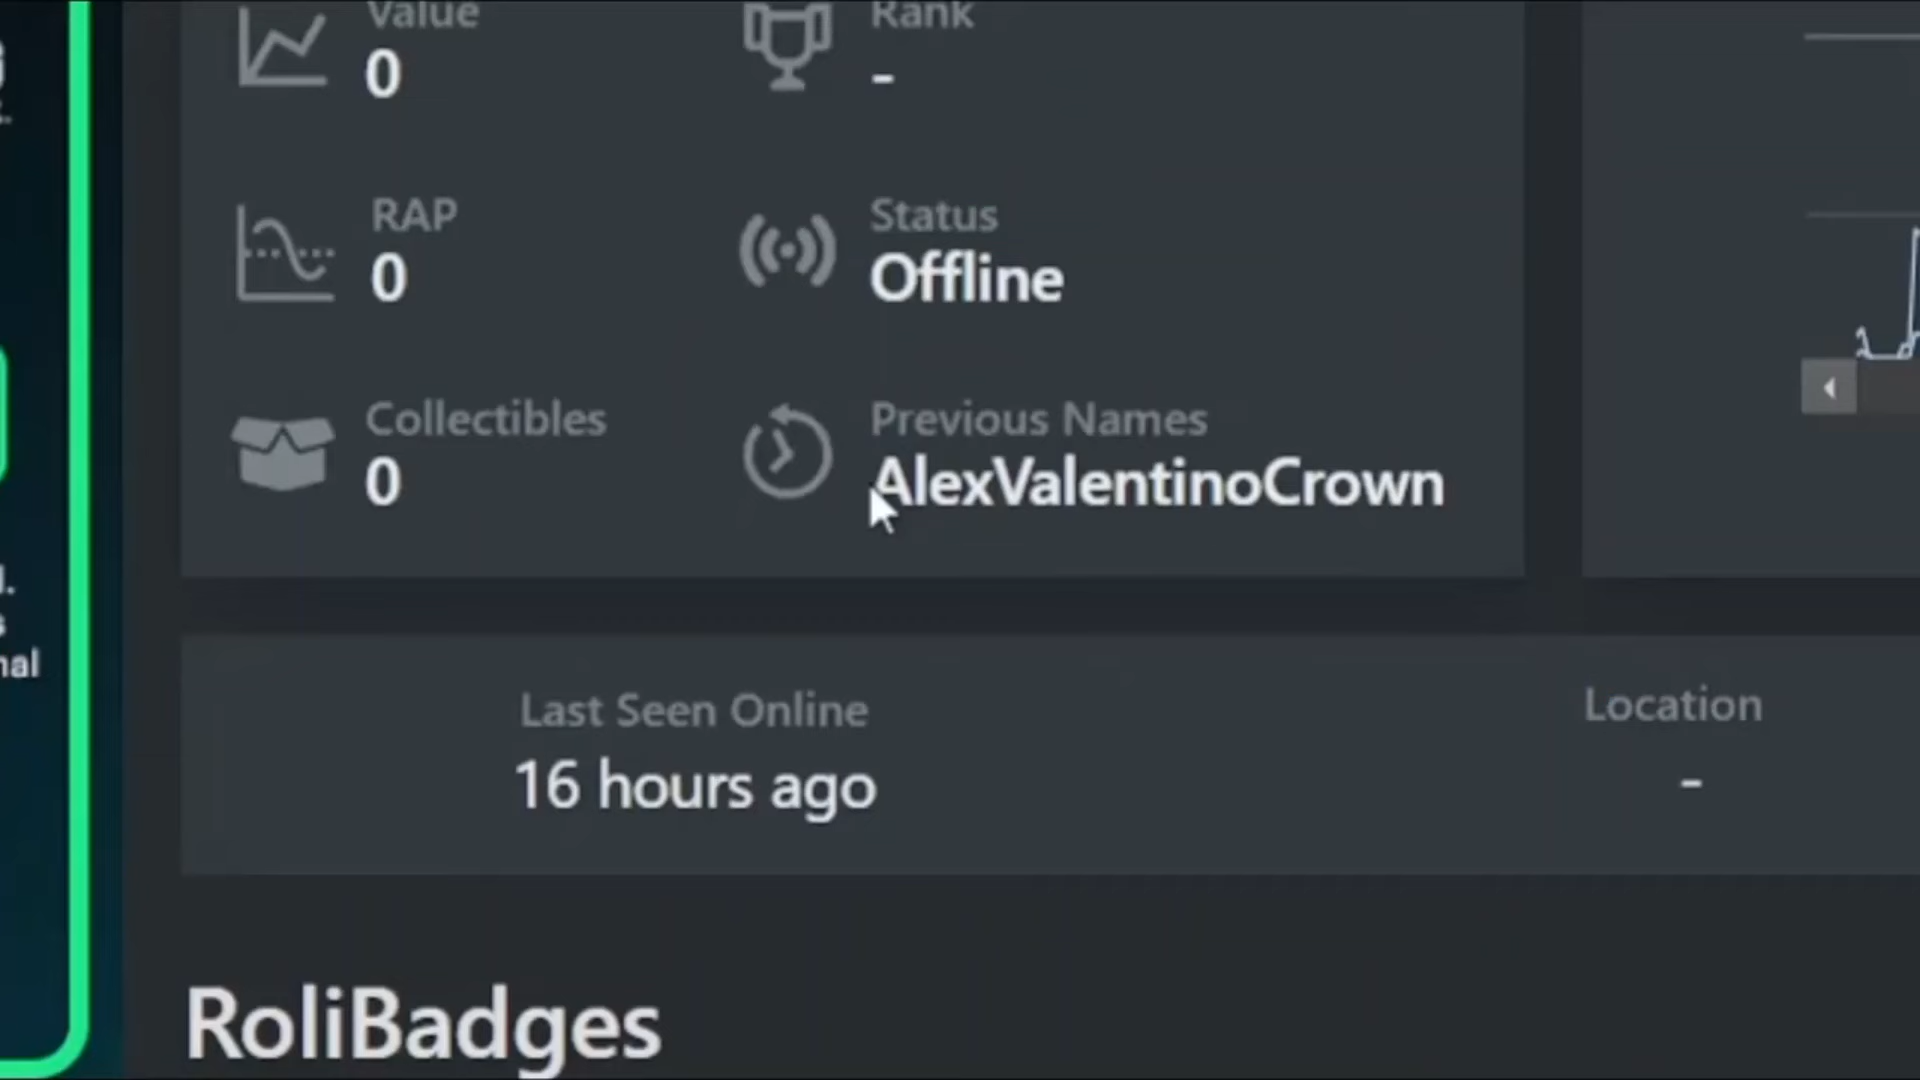 Value
0
Rank
-
RAP
0
Status
Offline
Collectibles
0
Previous Names
AlexValentinoCrown
Last Seen Online
16 hours ago
Location
-
RoliBadges